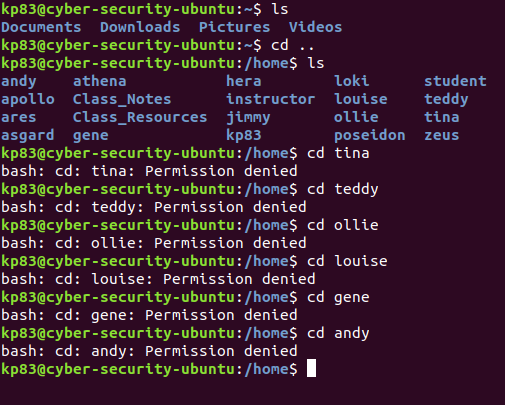 kp83@cyber-security-ubuntu:~$ ls
Documents  Downloads  Pictures  Videos
kp83@cyber-security-ubuntu:~$ cd ..
kp83@cyber-security-ubuntu:/home$ ls
andy    athena           hera        loki      student
apollo  Class_Notes      instructor  louise    teddy
ares    Class_Resources  jimmy       ollie     tina
asgard  gene             kp83        poseidon  zeus
kp83@cyber-security-ubuntu:/home$ cd tina
bash: cd: tina: Permission denied
kp83@cyber-security-ubuntu:/home$ cd teddy
bash: cd: teddy: Permission denied
kp83@cyber-security-ubuntu:/home$ cd ollie
bash: cd: ollie: Permission denied
kp83@cyber-security-ubuntu:/home$ cd louise
bash: cd: louise: Permission denied
kp83@cyber-security-ubuntu:/home$ cd gene
bash: cd: gene: Permission denied
kp83@cyber-security-ubuntu:/home$ cd andy
bash: cd: andy: Permission denied
kp83@cyber-security-ubuntu:/home$